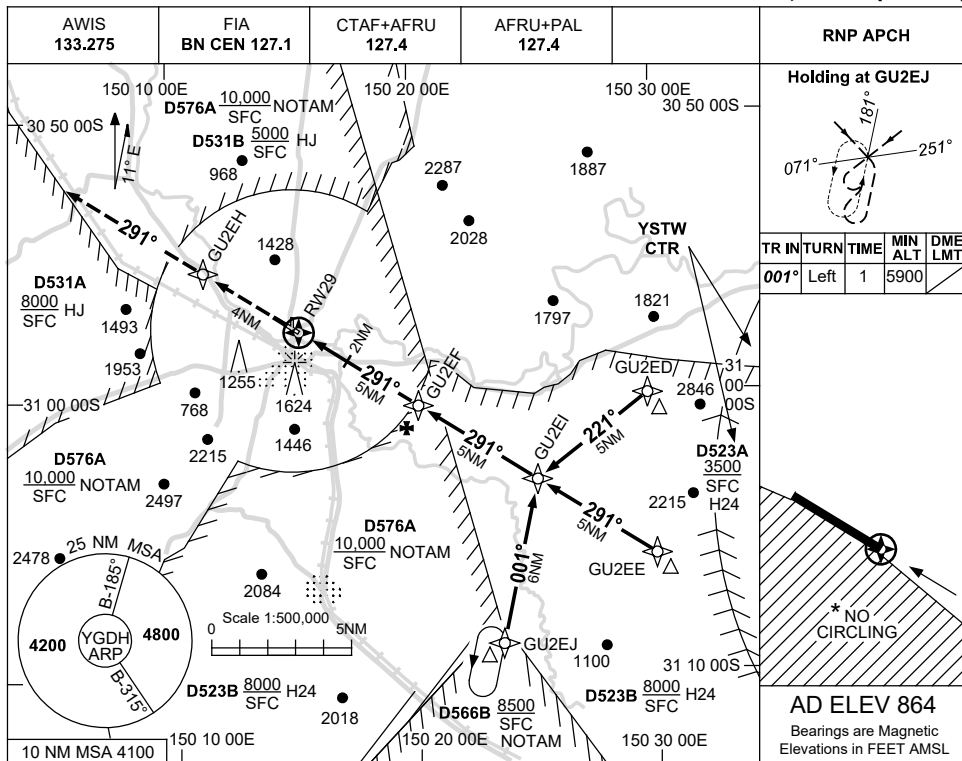 AWIS
133.275
FIA
BN CEN 127.1
CTAF+AFRU
127.4
AFRU+PAL
127.4
RNP APCH
150 10 00E
150 20 00E
150 30 00E
30 50 00S
30 50 00S
D576A 10,000 SFC NOTAM
D531B 5000 SFC HJ
11° E
968
2287
1887
2028
291°
GU2EH
1428
YSTW
CTR
D531A
8000 SFC HJ
1493
1953
4NM
RW29
2NM
1797
1821
1255
1624
291°
5NM
GU2EF
GU2ED
2846
31
00
00S
31 00 00S
768
1446
2215
291°
5NM
GU2EI
221°
5NM
D523A
3500
SFC
H24
2215
D576A
10,000 SFC NOTAM
2497
D576A
10,000 SFC NOTAM
291°
5NM
GU2EE
001°
6NM
2478
25 NM MSA
B-185°
4200
YGDH
ARP
4800
B-315°
2084
Scale 1:500,000
0
5NM
GU2EJ
1100
31 10 00S
D523B 8000 SFC H24
2018
D566B 8500
SFC
NOTAM
D523B 8000 SFC H24
10 NM MSA 4100
150 10 00E
150 20 00E
150 30 00E
Holding at GU2EJ
181°
071°
251°
TR IN TURN TIME MIN ALT DME LMT
001° Left 1 5900
* NO
CIRCLING
AD ELEV 864
Bearings are Magnetic
Elevations in FEET AMSL